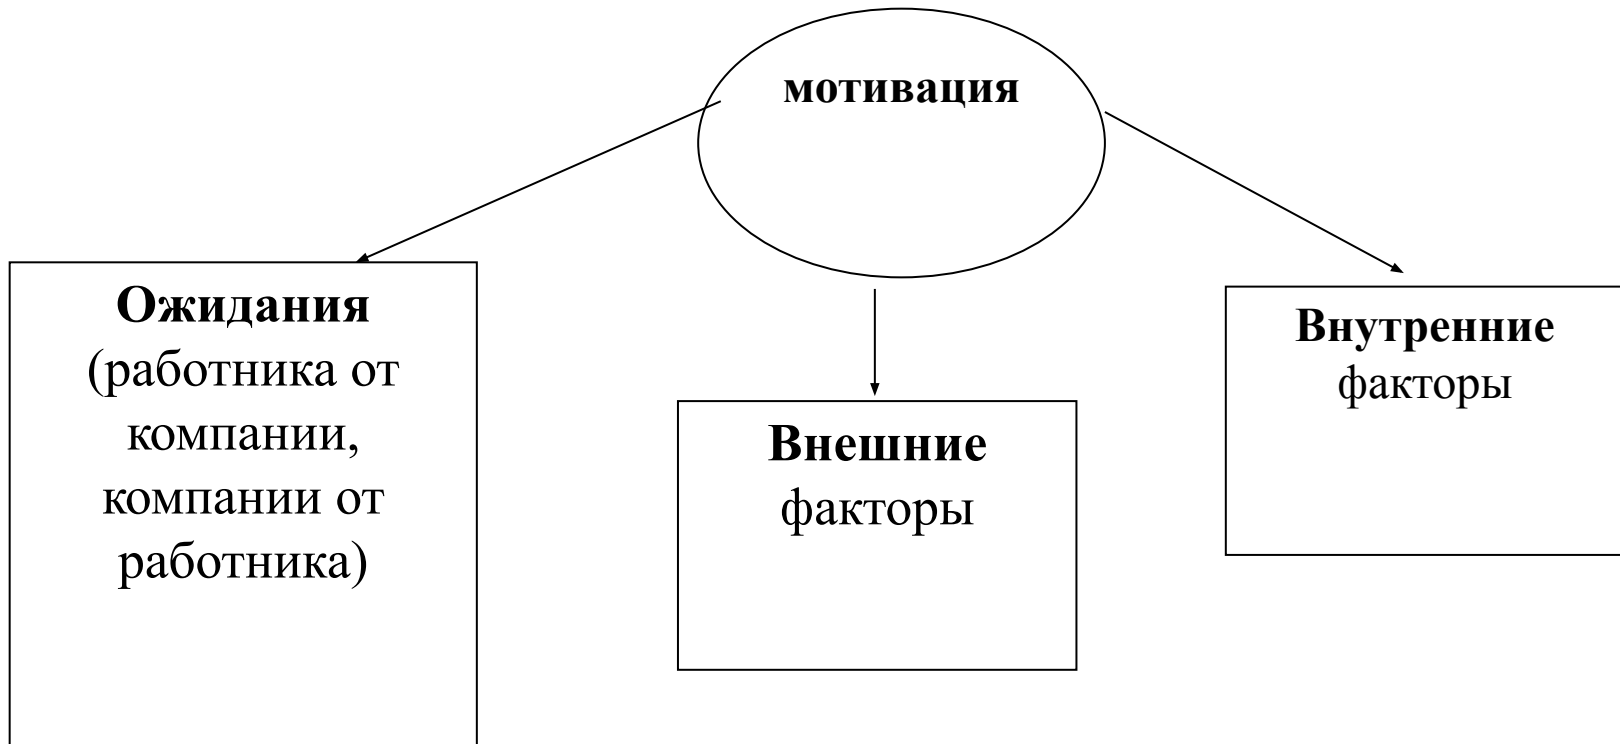 мотивация
Ожидания
(работника от
компании,
компании от
работника)
Внешние
факторы
Внутренние
факторы